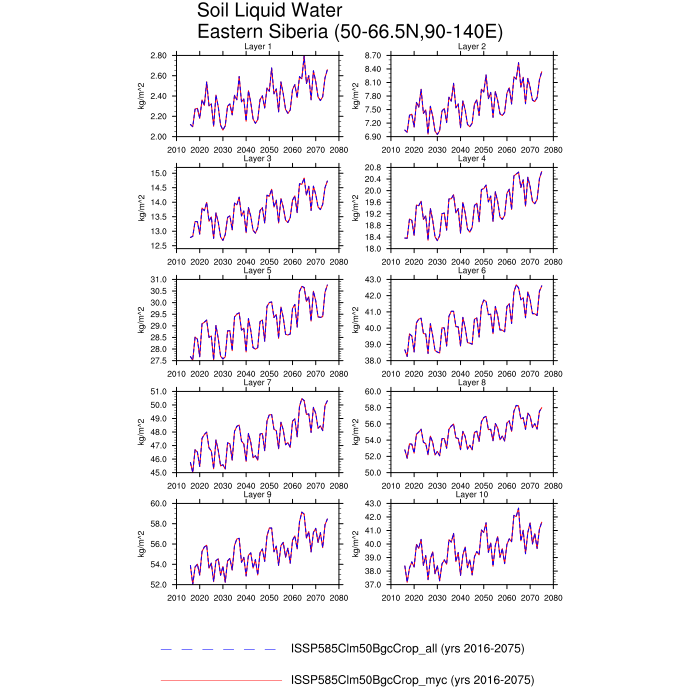 Soil Liquid Water
Eastern Siberia (50-66.5N,90-140E)
Layer 1
Layer 2
kg/m^2
2.80
2.60
2.40
2.20
2.00
2010 2020 2030 2040 2050 2060 2070 2080
kg/m^2
8.70
8.40
8.10
7.80
7.50
7.20
6.90
2010 2020 2030 2040 2050 2060 2070 2080
Layer 3
Layer 4
kg/m^2
15.0
14.5
14.0
13.5
13.0
12.5
2010 2020 2030 2040 2050 2060 2070 2080
kg/m^2
20.8
20.4
20.0
19.6
19.2
18.8
18.4
18.0
2010 2020 2030 2040 2050 2060 2070 2080
Layer 5
Layer 6
kg/m^2
31.0
30.5
30.0
29.5
29.0
28.5
28.0
27.5
2010 2020 2030 2040 2050 2060 2070 2080
kg/m^2
43.0
42.0
41.0
40.0
39.0
38.0
2010 2020 2030 2040 2050 2060 2070 2080
Layer 7
Layer 8
kg/m^2
51.0
50.0
49.0
48.0
47.0
46.0
45.0
2010 2020 2030 2040 2050 2060 2070 2080
kg/m^2
60.0
58.0
56.0
54.0
52.0
50.0
2010 2020 2030 2040 2050 2060 2070 2080
Layer 9
Layer 10
kg/m^2
60.0
58.0
56.0
54.0
52.0
2010 2020 2030 2040 2050 2060 2070 2080
kg/m^2
43.0
42.0
41.0
40.0
39.0
38.0
37.0
2010 2020 2030 2040 2050 2060 2070 2080
ISSP585Clm50BgcCrop_all (yrs 2016-2075)
ISSP585Clm50BgcCrop_myc (yrs 2016-2075)